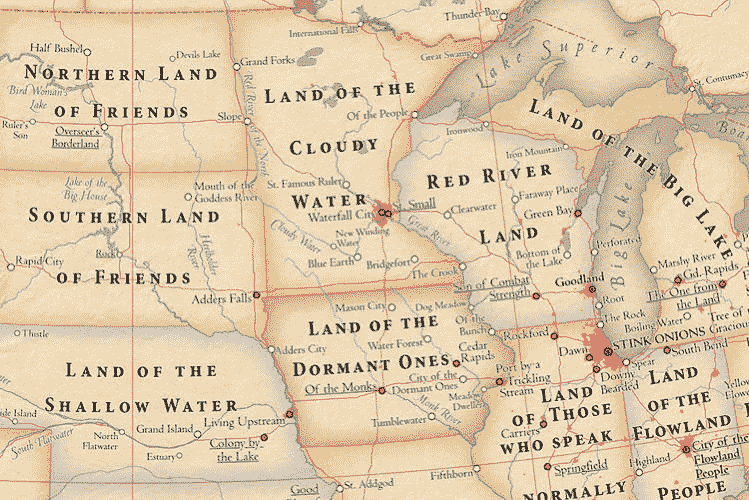 Thunder Bay
International Falls
Half Bushel
Devils Lake
Grand Forks
Great Swamp
Lake Superior
St. Contumacy
NORTHERN LAND
OF FRIENDS
Bird Woman's
Lake
Ruler's
Son
Overseer's
Borderland
Slope
Red River of the North
LAND OF THE
CLOUDY
WATER
Of the People
Ironwood
Iron Mountain
LAND OF THE BIG LAKE
Lake of the
Big House
Mouth of the
Goddess River
St. Famous Ruler
Waterfall City
St. Small
RED RIVER
LAND
Clearwater
Faraway Place
Green Bay
Big Lake
SOUTHERN LAND
OF FRIENDS
Rapid City
Rock
Cloudy Water
New Winding
Water
Great River
Blue Earth
Bridgefort
The Crook
Bottom of
the Lake
Perforated
Marshy River
Gd. Rapids
The One from
the Land
Adders Falls
Son of Combat
Strength
Goodland
Root
The Rock
Boiling Water
Tree of
Mason City
Dog Meadow
Of the
Bunch
Rockford
STINK ONIONS
Gracious
Thistle
Adders City
LAND OF THE
DORMANT ONES
Water Forest
Cedar
Rapids
Dawn
South Bend
Spear
Downy
Bearded
LAND OF THE
SHALLOW WATER
Of the Monks
City of the
Dormant Ones
Meadow
Dweller
Port by a
Trickling
Stream
Monk River
Tumblewater
North
Flatwater
South Flatwater
Grand Island
Living Upstream
Colony by
the Lake
Estuary
Carriers
LAND
OF THOSE
WHO SPEAK
NORMALLY
LAND
OF THE
FLOWLAND
PEOPLE
City of the
Flowland
People
Highland
Springfield
Fifthborn
St. Addgod
Good